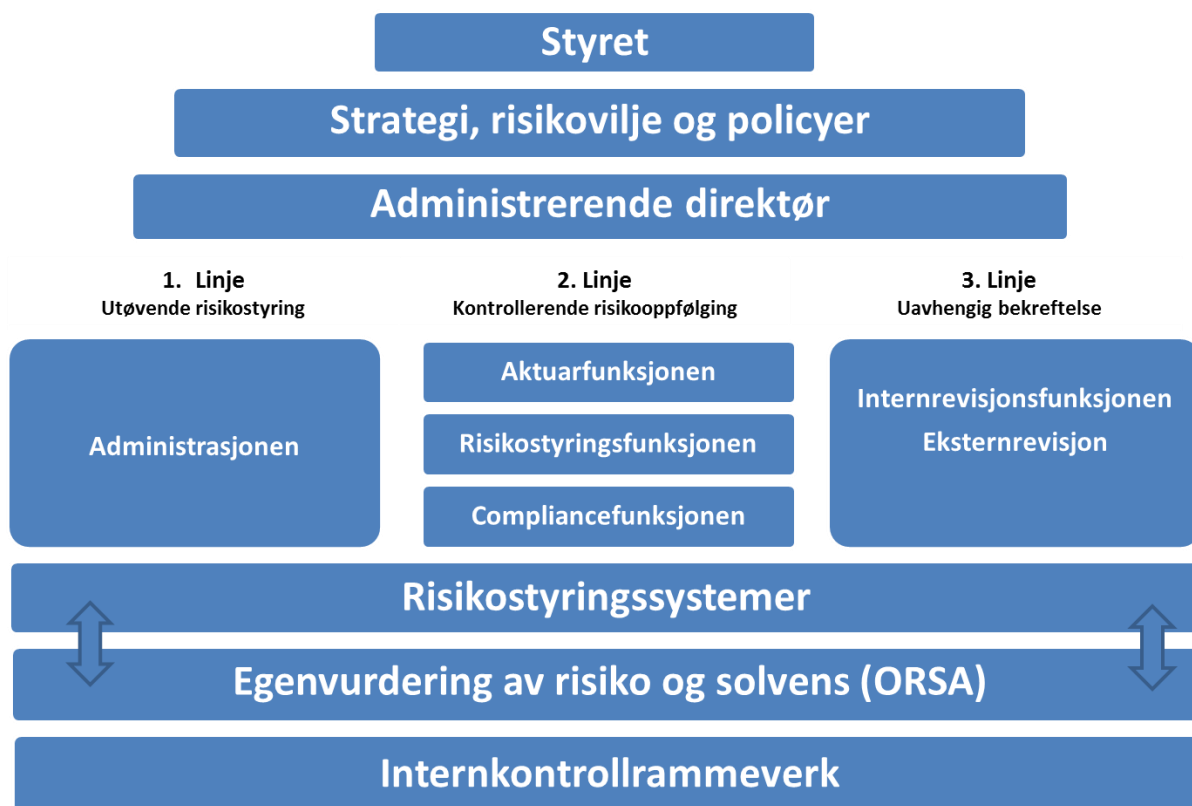 Styret
Strategi, risikovilje og policyer
Administrerende direktør
1. Linje
Utøvende risikostyring
2. Linje
Kontrollerende risikooppfølging
3. Linje
Uavhengig bekreftelse
Administrasjonen
Aktuarfunksjonen
Risikostyringsfunksjonen
Compliancefunksjonen
Internrevisjonsfunksjonen
Eksternrevisjon
Risikostyringssystemer
Egenvurdering av risiko og solvens (ORSA)
Internkontrollrammeverk